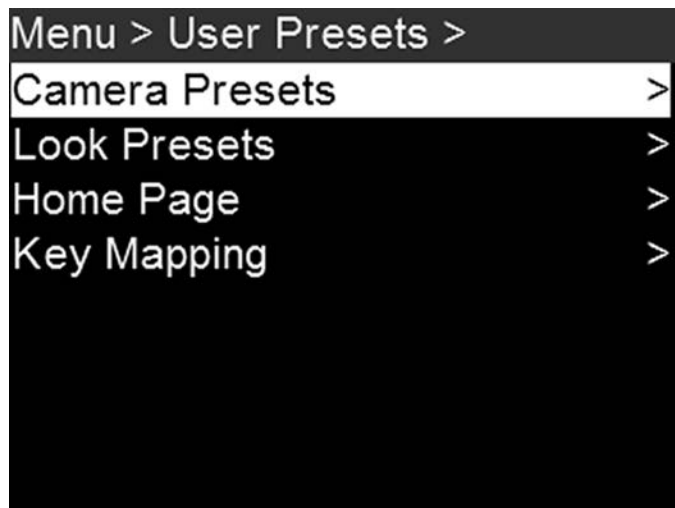 Menu > User Presets >
Camera Presets >
Look Presets >
Home Page >
Key Mapping >